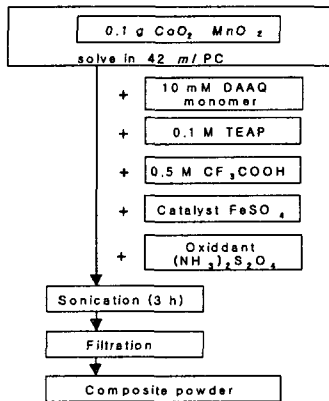 0.1 g CoO₂ MnO₂
solve in 42 ml PC
+ 10 mM DAAQ
monomer
+ 0.1 M TEAP
+ 0.5 M CF₃COOH
+ Catalyst FeSO₄
+ Oxiddant
(NH₃)₂S₂O₄
Sonication (3 h)
Filtration
Composite powder